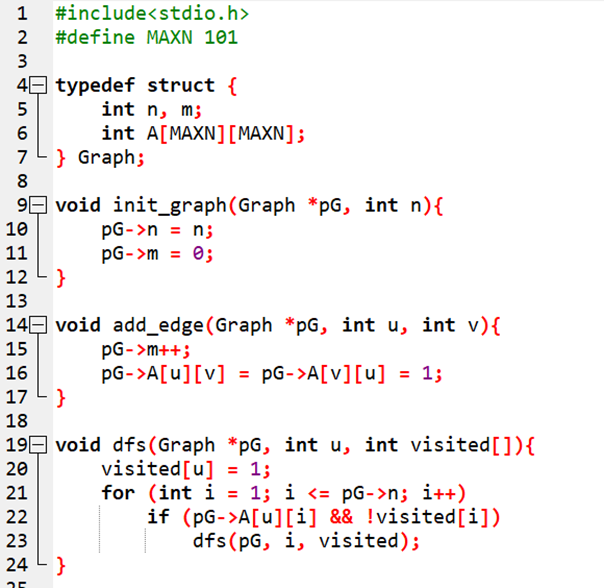 1 #include<stdio.h>
2 #define MAXN 101
3
4 typedef struct {
5     int n, m;
6     int A[MAXN][MAXN];
7 } Graph;
8
9 void init_graph(Graph *pG, int n){
10     pG->n = n;
11     pG->m = 0;
12 }
13
14 void add_edge(Graph *pG, int u, int v){
15     pG->m++;
16     pG->A[u][v] = pG->A[v][u] = 1;
17 }
18
19 void dfs(Graph *pG, int u, int visited[]){
20     visited[u] = 1;
21     for (int i = 1; i <= pG->n; i++)
22         if (pG->A[u][i] && !visited[i])
23             dfs(pG, i, visited);
24 }